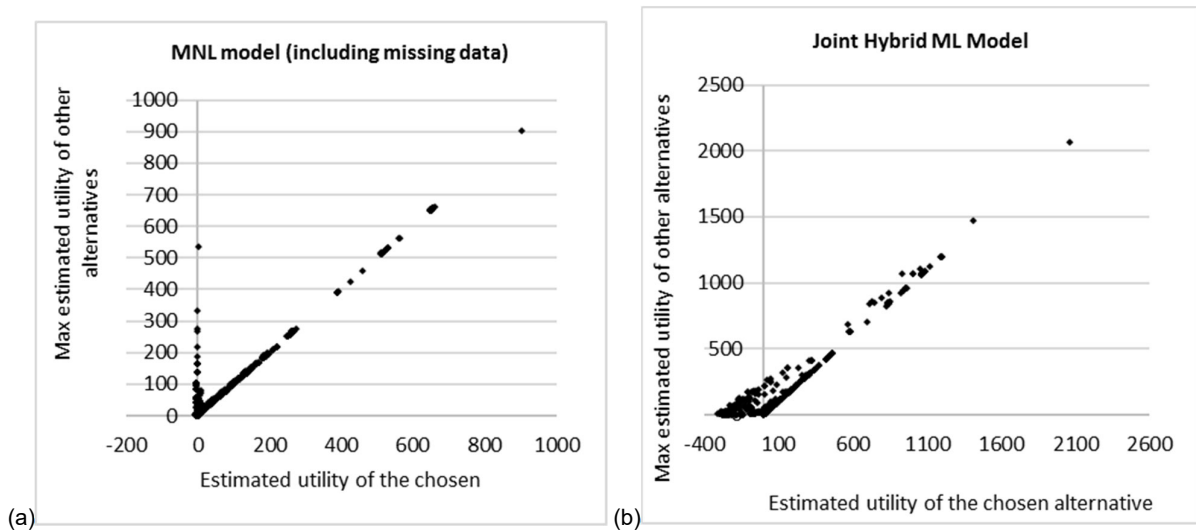 MNL model (including missing data)
Max estimated utility of other
alternatives
1000
900
800
700
600
500
400
300
200
100
0
-200 0 200 400 600 800 1000
Estimated utility of the chosen
(a)
Joint Hybrid ML Model
Max estimated utility of other alternatives
2500
2000
1500
1000
500
0
-400 100 600 1100 1600 2100 2600
Estimated utility of the chosen alternative
(b)